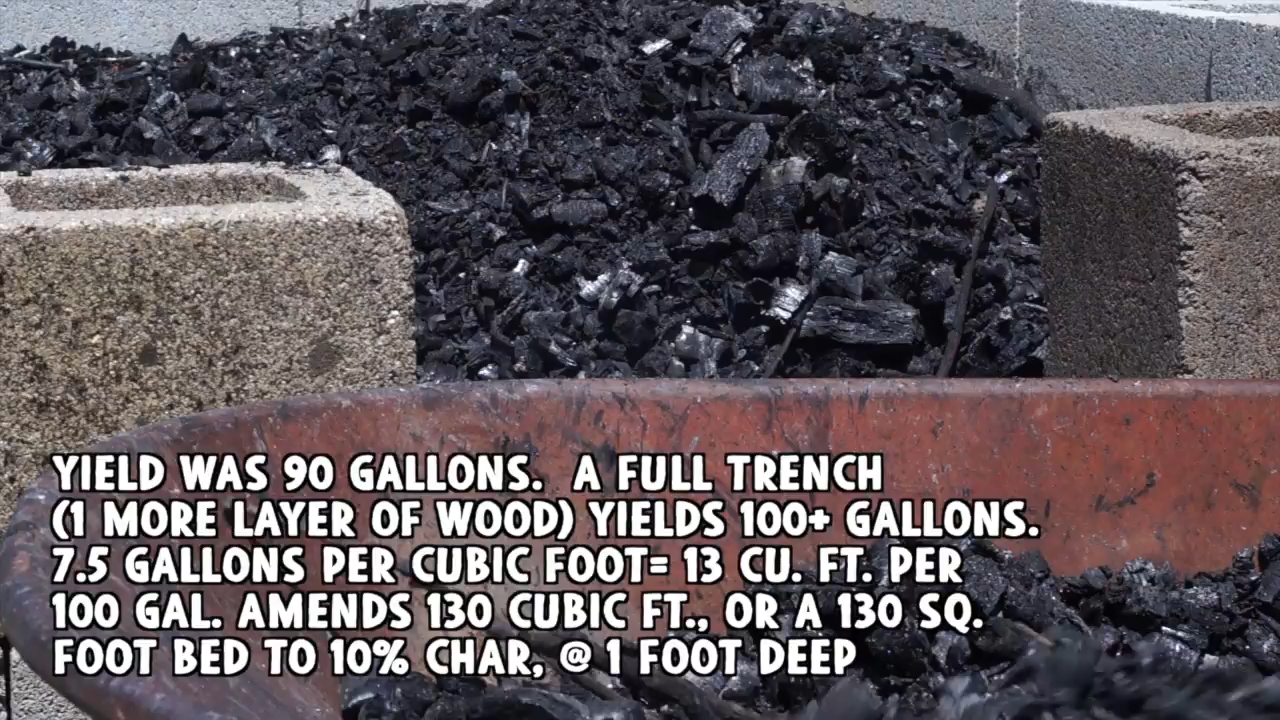 YIELD WAS 90 GALLONS.  A FULL TRENCH
(1 MORE LAYER OF WOOD) YIELDS 100+ GALLONS.
7.5 GALLONS PER CUBIC FOOT= 13 CU. FT. PER
100 GAL. AMENDS 130 CUBIC FT., OR A 130 SQ.
FOOT BED TO 10% CHAR, @ 1 FOOT DEEP